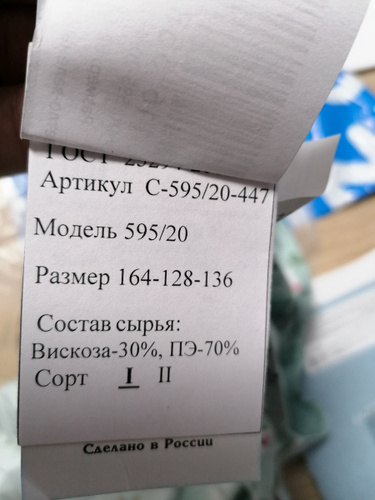 ГОСТ
Артикул С-595/20-447
Модель 595/20
Размер 164-128-136
Состав сырья:
Вискоза-30%, ПЭ-70%
Сорт I II
Сделано в России